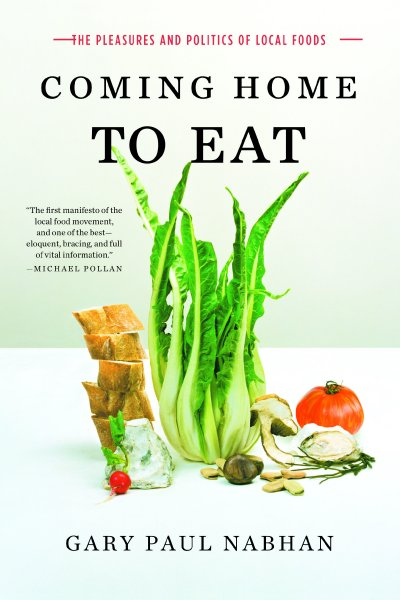 THE PLEASURES AND POLITICS OF LOCAL FOODS
COMING HOME
TO EAT
"The first manifesto of the
local food movement,
and one of the best—
eloquent, bracing, and full
of vital information."
—MICHAEL POLLAN
GARY PAUL NABHAN